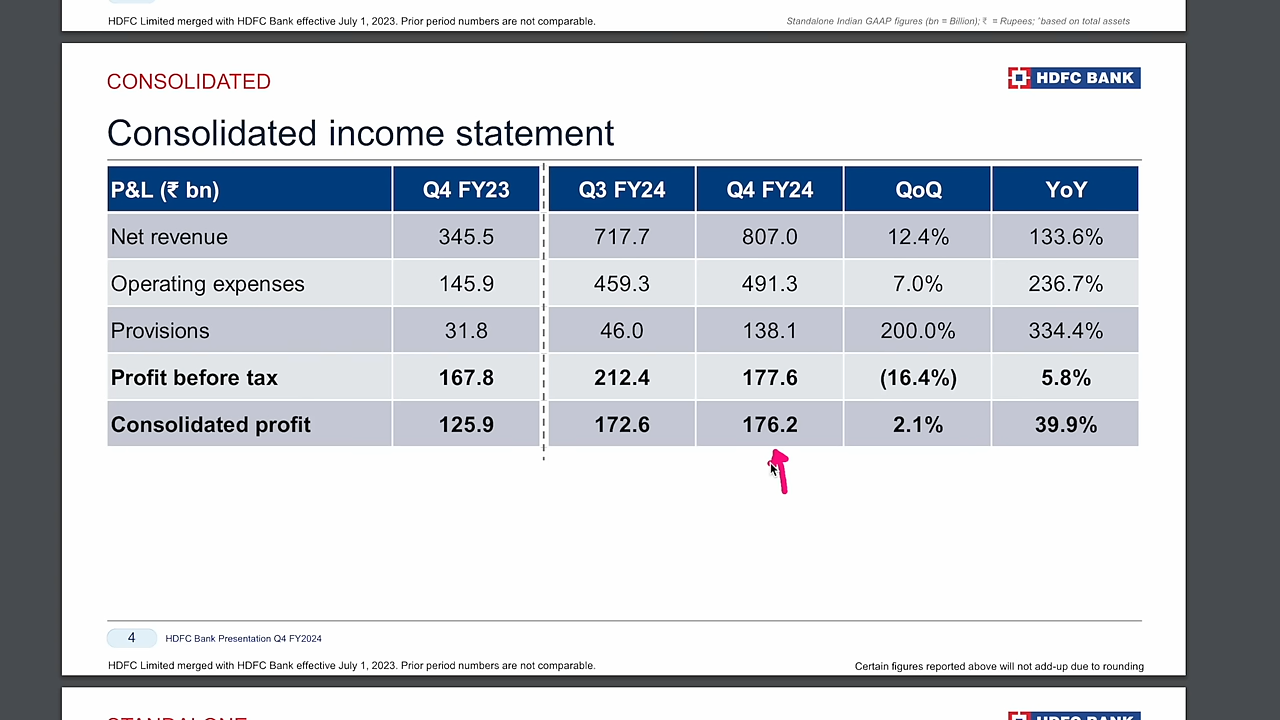 HDFC Limited merged with HDFC Bank effective July 1, 2023. Prior period numbers are not comparable. Standalone Indian GAAP figures (bn = Billion); ₹ = Rupees; *based on total assets
CONSOLIDATED HDFC BANK
Consolidated income statement
P&L (₹ bn) Q4 FY23 Q3 FY24 Q4 FY24 QoQ YoY
Net revenue 345.5 717.7 807.0 12.4% 133.6%
Operating expenses 145.9 459.3 491.3 7.0% 236.7%
Provisions 31.8 46.0 138.1 200.0% 334.4%
Profit before tax 167.8 212.4 177.6 (16.4%) 5.8%
Consolidated profit 125.9 172.6 176.2 2.1% 39.9%
4 HDFC Bank Presentation Q4 FY2024
HDFC Limited merged with HDFC Bank effective July 1, 2023. Prior period numbers are not comparable. Certain figures reported above will not add-up due to rounding
STANDALONE HDFC BANK